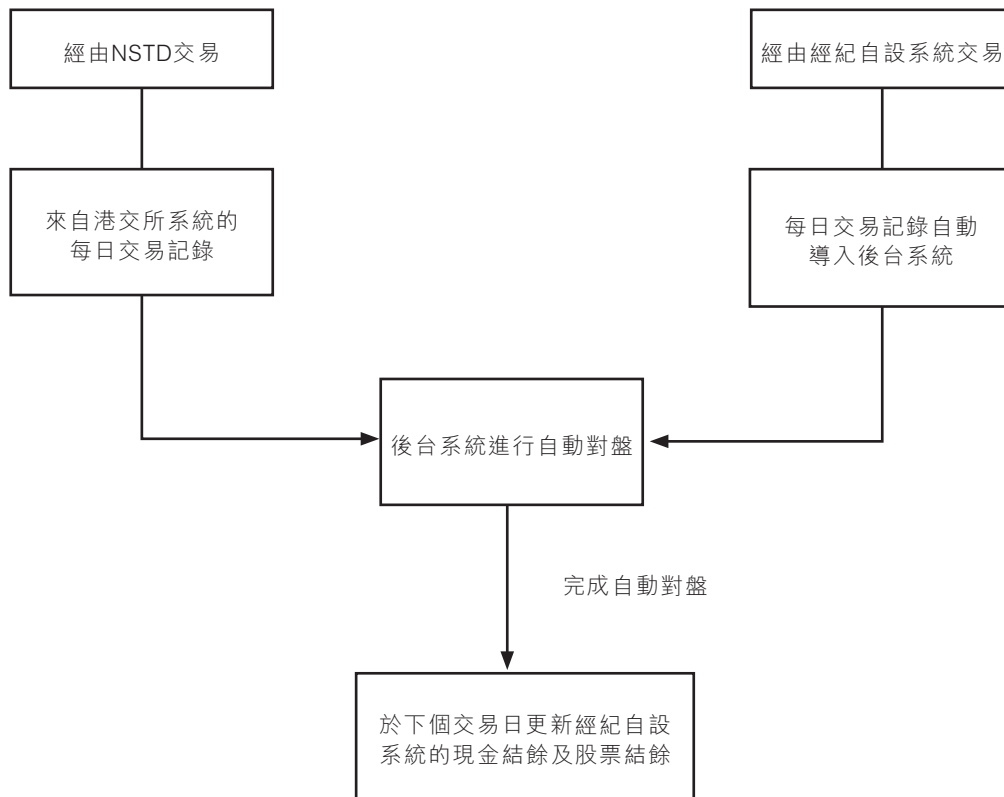 經由NSTD交易
經由經紀自設系統交易
來自港交所系統的
每日交易記錄
每日交易記錄自動
導入後台系統
後台系統進行自動對盤
完成自動對盤
於下個交易日更新經紀自設
系統的現金結餘及股票結餘